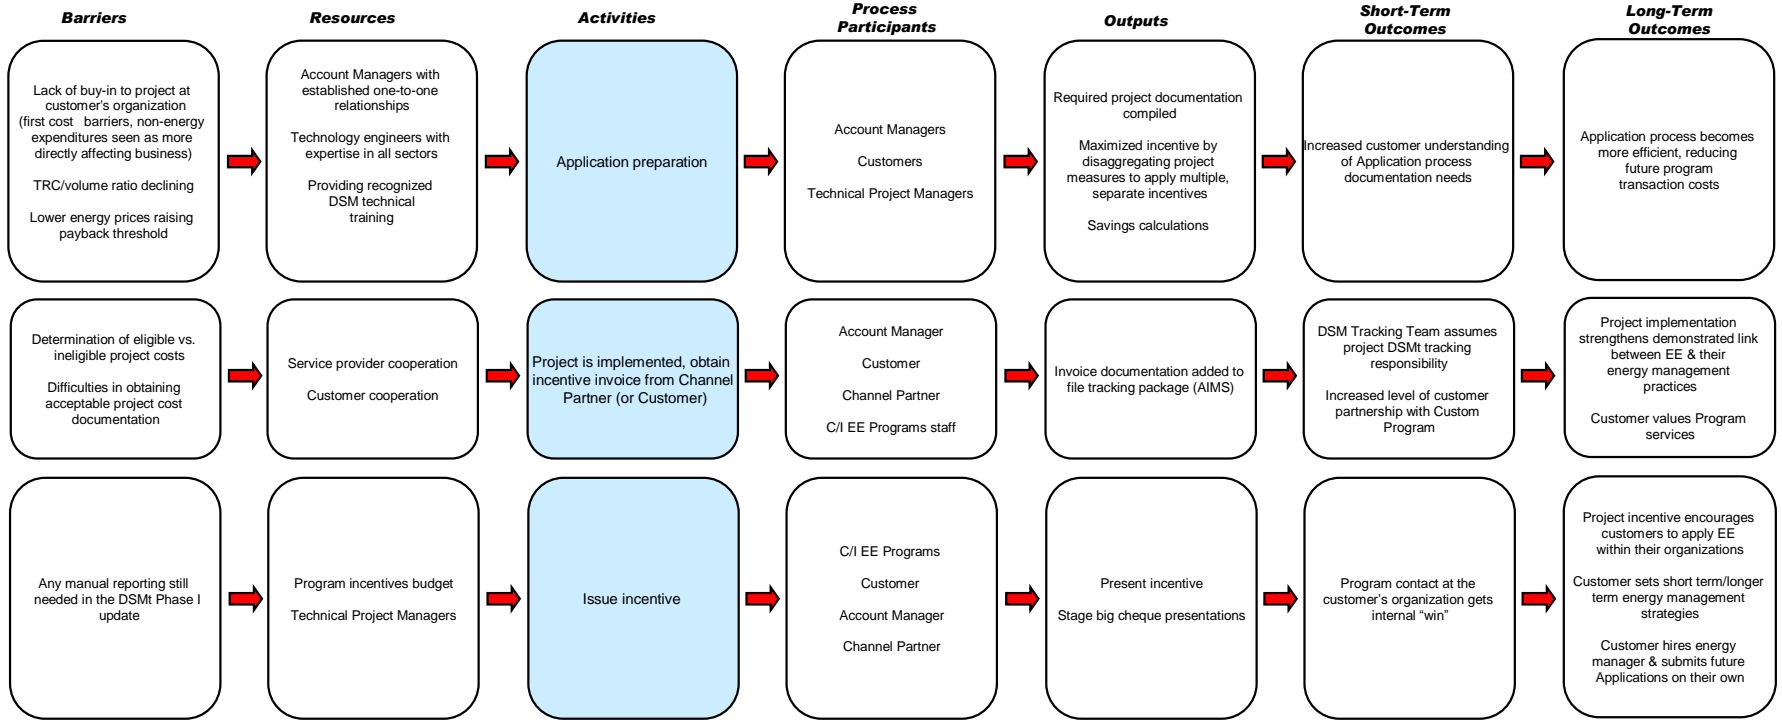 Barriers
Resources
Activities
Process
Participants
Outputs
Short-Term
Outcomes
Long-Term
Outcomes
Lack of buy-in to project at
customer's organization
(first cost barriers, non-energy
expenditures seen as more
directly affecting business)
TRC/volume ratio declining
Lower energy prices raising
payback threshold
Account Managers with
established one-to-one
relationships
Technology engineers with
expertise in all sectors
Providing recognized
DSM technical
training
Application preparation
Account Managers
Customers
Technical Project Managers
Required project documentation
compiled
Maximized incentive by
disaggregating project
measures to apply multiple,
separate incentives
Savings calculations
Increased customer understanding
of Application process
documentation needs
Application process becomes
more efficient, reducing
future program
transaction costs
Determination of eligible vs.
ineligible project costs
Difficulties in obtaining
acceptable project cost
documentation
Service provider cooperation
Customer cooperation
Project is implemented, obtain
incentive invoice from Channel
Partner (or Customer)
Account Manager
Customer
Channel Partner
C/I EE Programs staff
Invoice documentation added to
file tracking package (AIMS)
DSM Tracking Team assumes
project DSMt tracking
responsibility
Increased level of customer
partnership with Custom
Program
Project implementation
strengthens demonstrated link
between EE & their
energy management
practices
Customer values Program
services
Any manual reporting still
needed in the DSMt Phase I
update
Program incentives budget
Technical Project Managers
Issue incentive
C/I EE Programs
Customer
Account Manager
Channel Partner
Present incentive
Stage big cheque presentations
Program contact at the
customer's organization gets
internal “win”
Project incentive encourages
customers to apply EE
within their organizations
Customer sets short term/longer
term energy management
strategies
Customer hires energy
manager & submits future
Applications on their own